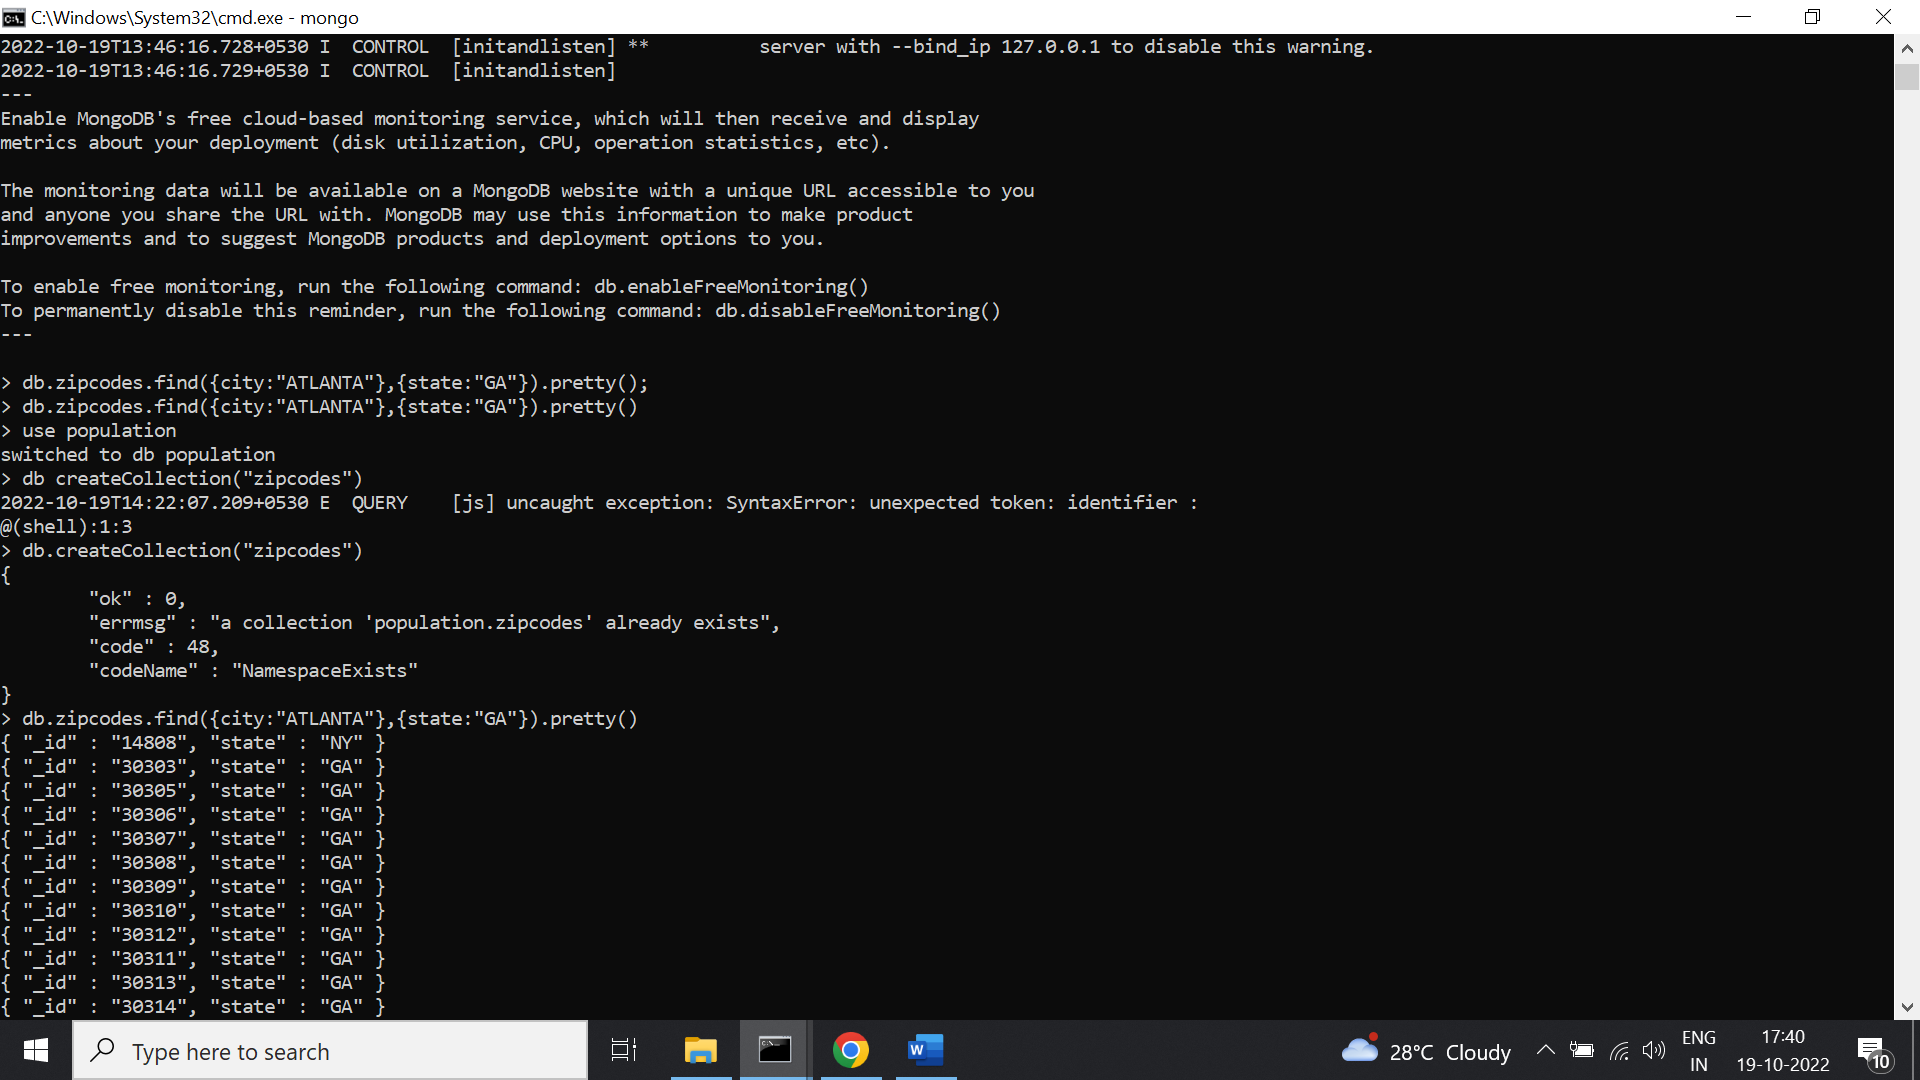 C:\Windows\System32\cmd.exe - mongo
2022-10-19T13:46:16.728+0530 I  CONTROL  [initandlisten] **          server with --bind_ip 127.0.0.1 to disable this warning.
2022-10-19T13:46:16.729+0530 I  CONTROL  [initandlisten]
---
Enable MongoDB's free cloud-based monitoring service, which will then receive and display
metrics about your deployment (disk utilization, CPU, operation statistics, etc).

The monitoring data will be available on a MongoDB website with a unique URL accessible to you
and anyone you share the URL with. MongoDB may use this information to make product
improvements and to suggest MongoDB products and deployment options to you.

To enable free monitoring, run the following command: db.enableFreeMonitoring()
To permanently disable this reminder, run the following command: db.disableFreeMonitoring()
---

> db.zipcodes.find({city:"ATLANTA"},{state:"GA"}).pretty();
> db.zipcodes.find({city:"ATLANTA"},{state:"GA"}).pretty()
> use population
switched to db population
> db createCollection("zipcodes")
2022-10-19T14:22:07.209+0530 E  QUERY    [js] uncaught exception: SyntaxError: unexpected token: identifier :
@(shell):1:3
> db.createCollection("zipcodes")
{
        "ok" : 0,
        "errmsg" : "a collection 'population.zipcodes' already exists",
        "code" : 48,
        "codeName" : "NamespaceExists"
}
> db.zipcodes.find({city:"ATLANTA"},{state:"GA"}).pretty()
{ "_id" : "14808", "state" : "NY" }
{ "_id" : "30303", "state" : "GA" }
{ "_id" : "30305", "state" : "GA" }
{ "_id" : "30306", "state" : "GA" }
{ "_id" : "30307", "state" : "GA" }
{ "_id" : "30308", "state" : "GA" }
{ "_id" : "30309", "state" : "GA" }
{ "_id" : "30310", "state" : "GA" }
{ "_id" : "30312", "state" : "GA" }
{ "_id" : "30311", "state" : "GA" }
{ "_id" : "30313", "state" : "GA" }
{ "_id" : "30314", "state" : "GA" }
Type here to search
28°C Cloudy
ENG
IN
17:40
19-10-2022
10